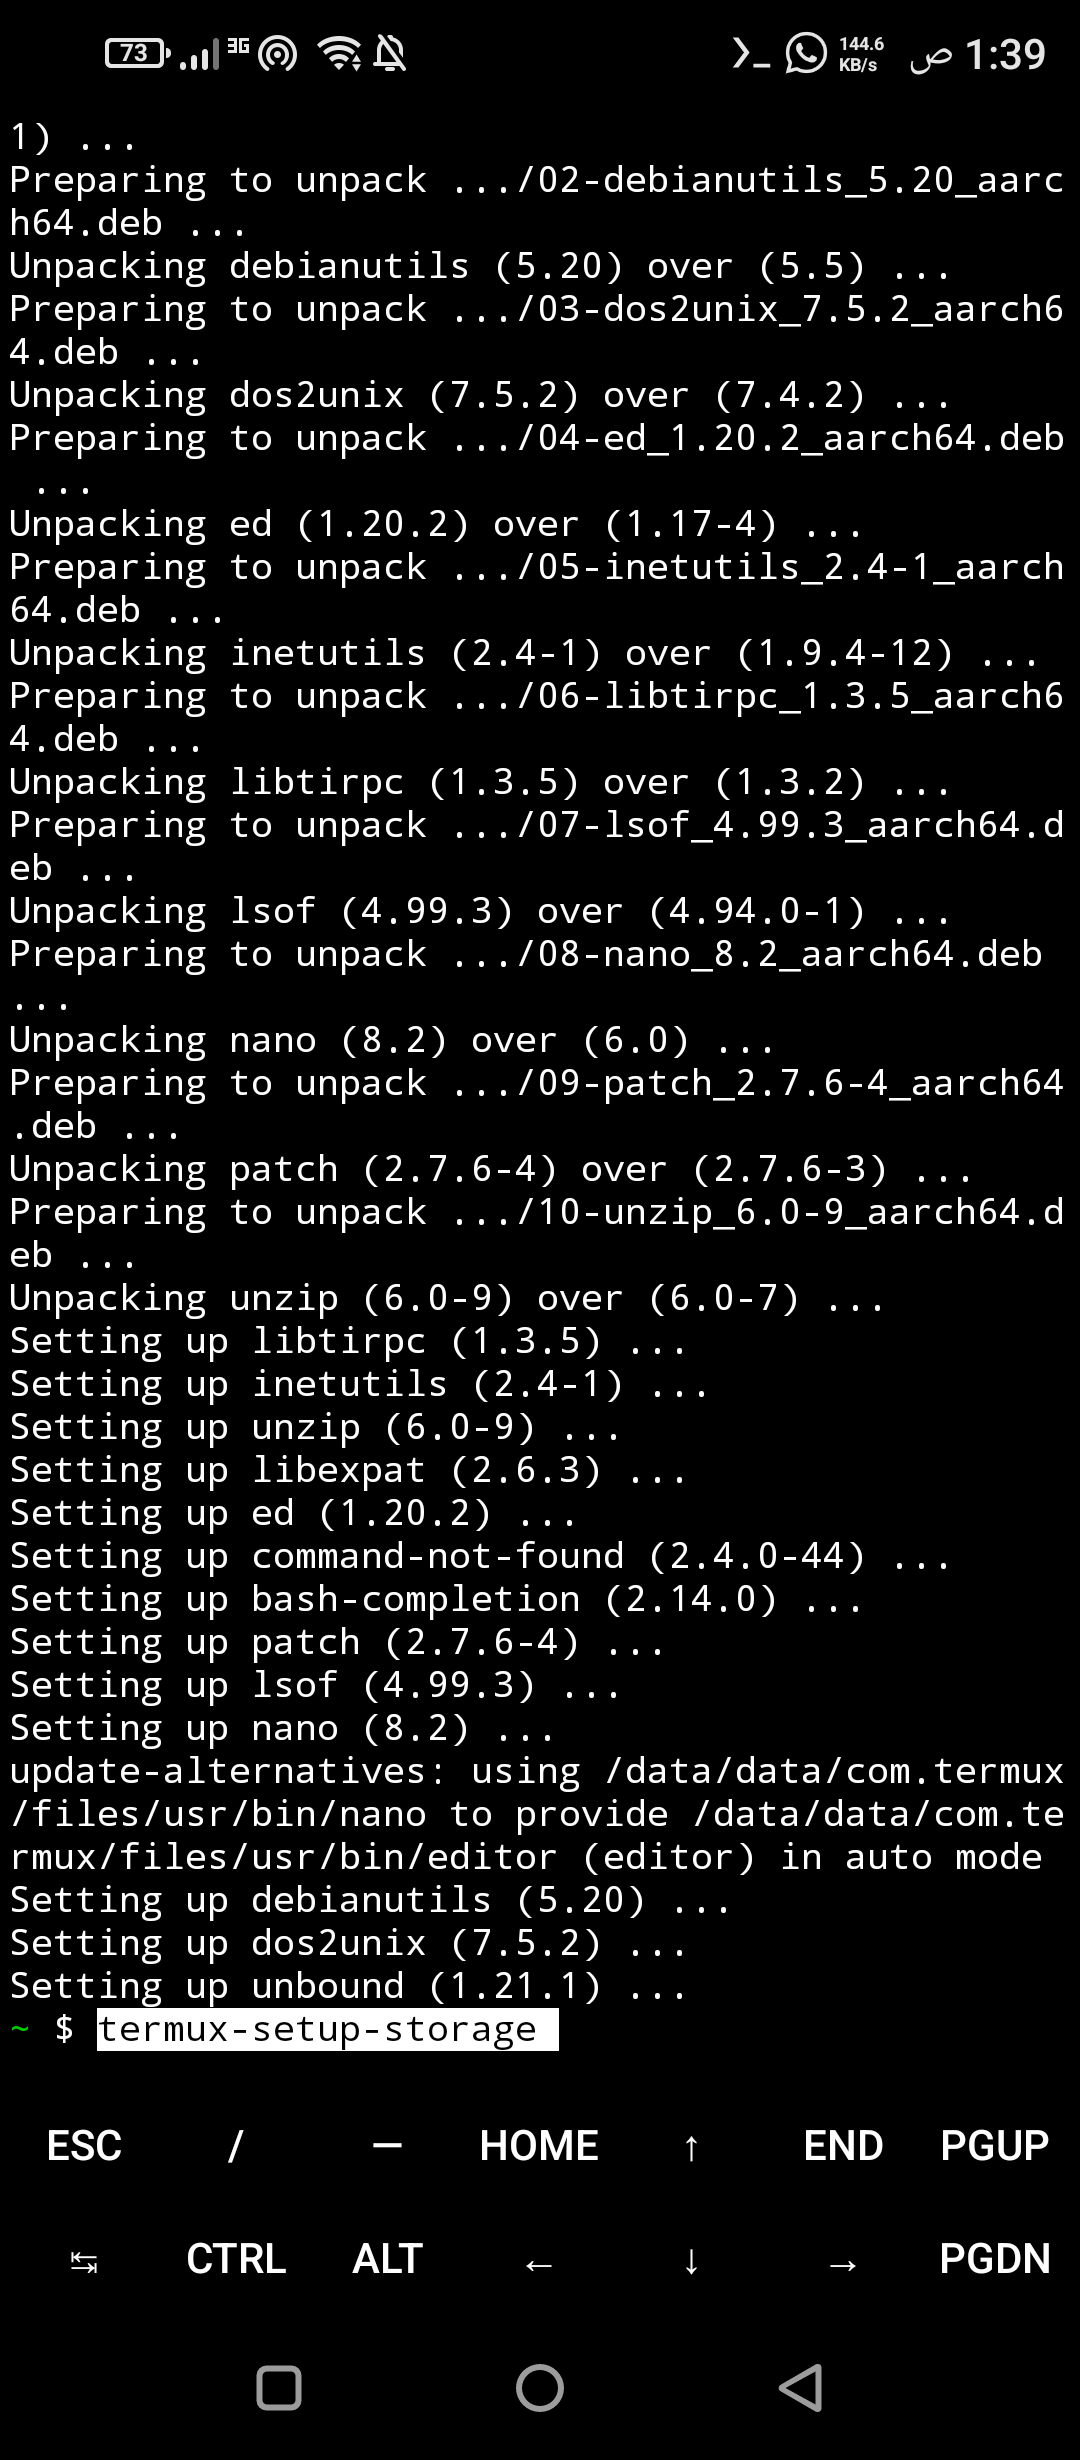 73 3G 144.6 KB/s ص 1:39
1) ...
Preparing to unpack .../02-debianutils_5.20_aarc
h64.deb ...
Unpacking debianutils (5.20) over (5.5) ...
Preparing to unpack .../03-dos2unix_7.5.2_aarch6
4.deb ...
Unpacking dos2unix (7.5.2) over (7.4.2) ...
Preparing to unpack .../04-ed_1.20.2_aarch64.deb
 ...
Unpacking ed (1.20.2) over (1.17-4) ...
Preparing to unpack .../05-inetutils_2.4-1_aarch
64.deb ...
Unpacking inetutils (2.4-1) over (1.9.4-12) ...
Preparing to unpack .../06-libtirpc_1.3.5_aarch6
4.deb ...
Unpacking libtirpc (1.3.5) over (1.3.2) ...
Preparing to unpack .../07-lsof_4.99.3_aarch64.d
eb ...
Unpacking lsof (4.99.3) over (4.94.0-1) ...
Preparing to unpack .../08-nano_8.2_aarch64.deb
...
Unpacking nano (8.2) over (6.0) ...
Preparing to unpack .../09-patch_2.7.6-4_aarch64
.deb ...
Unpacking patch (2.7.6-4) over (2.7.6-3) ...
Preparing to unpack .../10-unzip_6.0-9_aarch64.d
eb ...
Unpacking unzip (6.0-9) over (6.0-7) ...
Setting up libtirpc (1.3.5) ...
Setting up inetutils (2.4-1) ...
Setting up unzip (6.0-9) ...
Setting up libexpat (2.6.3) ...
Setting up ed (1.20.2) ...
Setting up command-not-found (2.4.0-44) ...
Setting up bash-completion (2.14.0) ...
Setting up patch (2.7.6-4) ...
Setting up lsof (4.99.3) ...
Setting up nano (8.2) ...
update-alternatives: using /data/data/com.termux
/files/usr/bin/nano to provide /data/data/com.te
rmux/files/usr/bin/editor (editor) in auto mode
Setting up debianutils (5.20) ...
Setting up dos2unix (7.5.2) ...
Setting up unbound (1.21.1) ...
~ $ termux-setup-storage
ESC / — HOME ↑ END PGUP
↹ CTRL ALT ← ↓ → PGDN